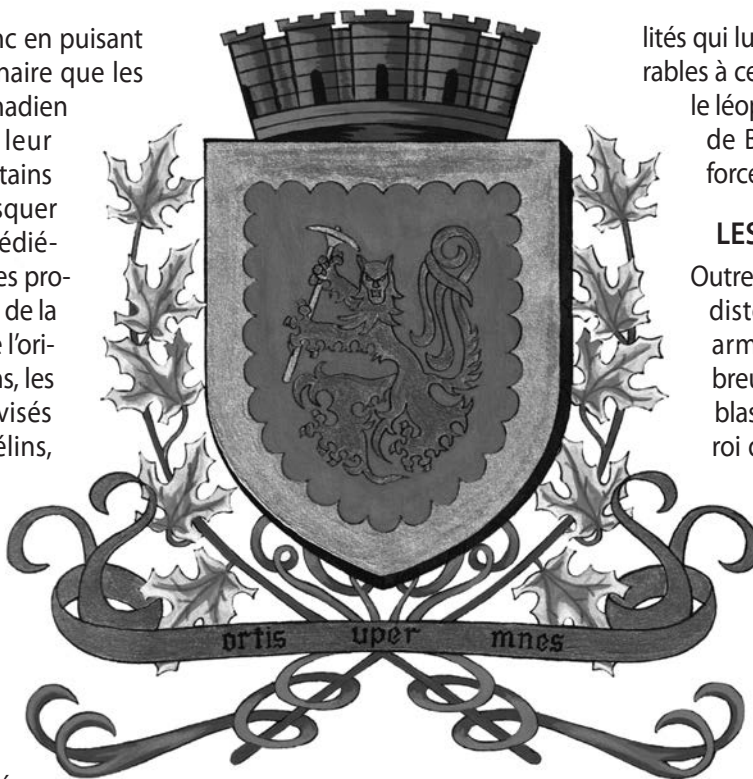 nc en puisant
naire que les
nadien
leur
tains
squer
édié-
es pro-
de la
e l'ori-
ns, les
visés
élins,
ortis uper mnes
lités qui lu
rables à ce
le léop
de B
force
LES
Outre
dist
arm
breu
blas
roi d